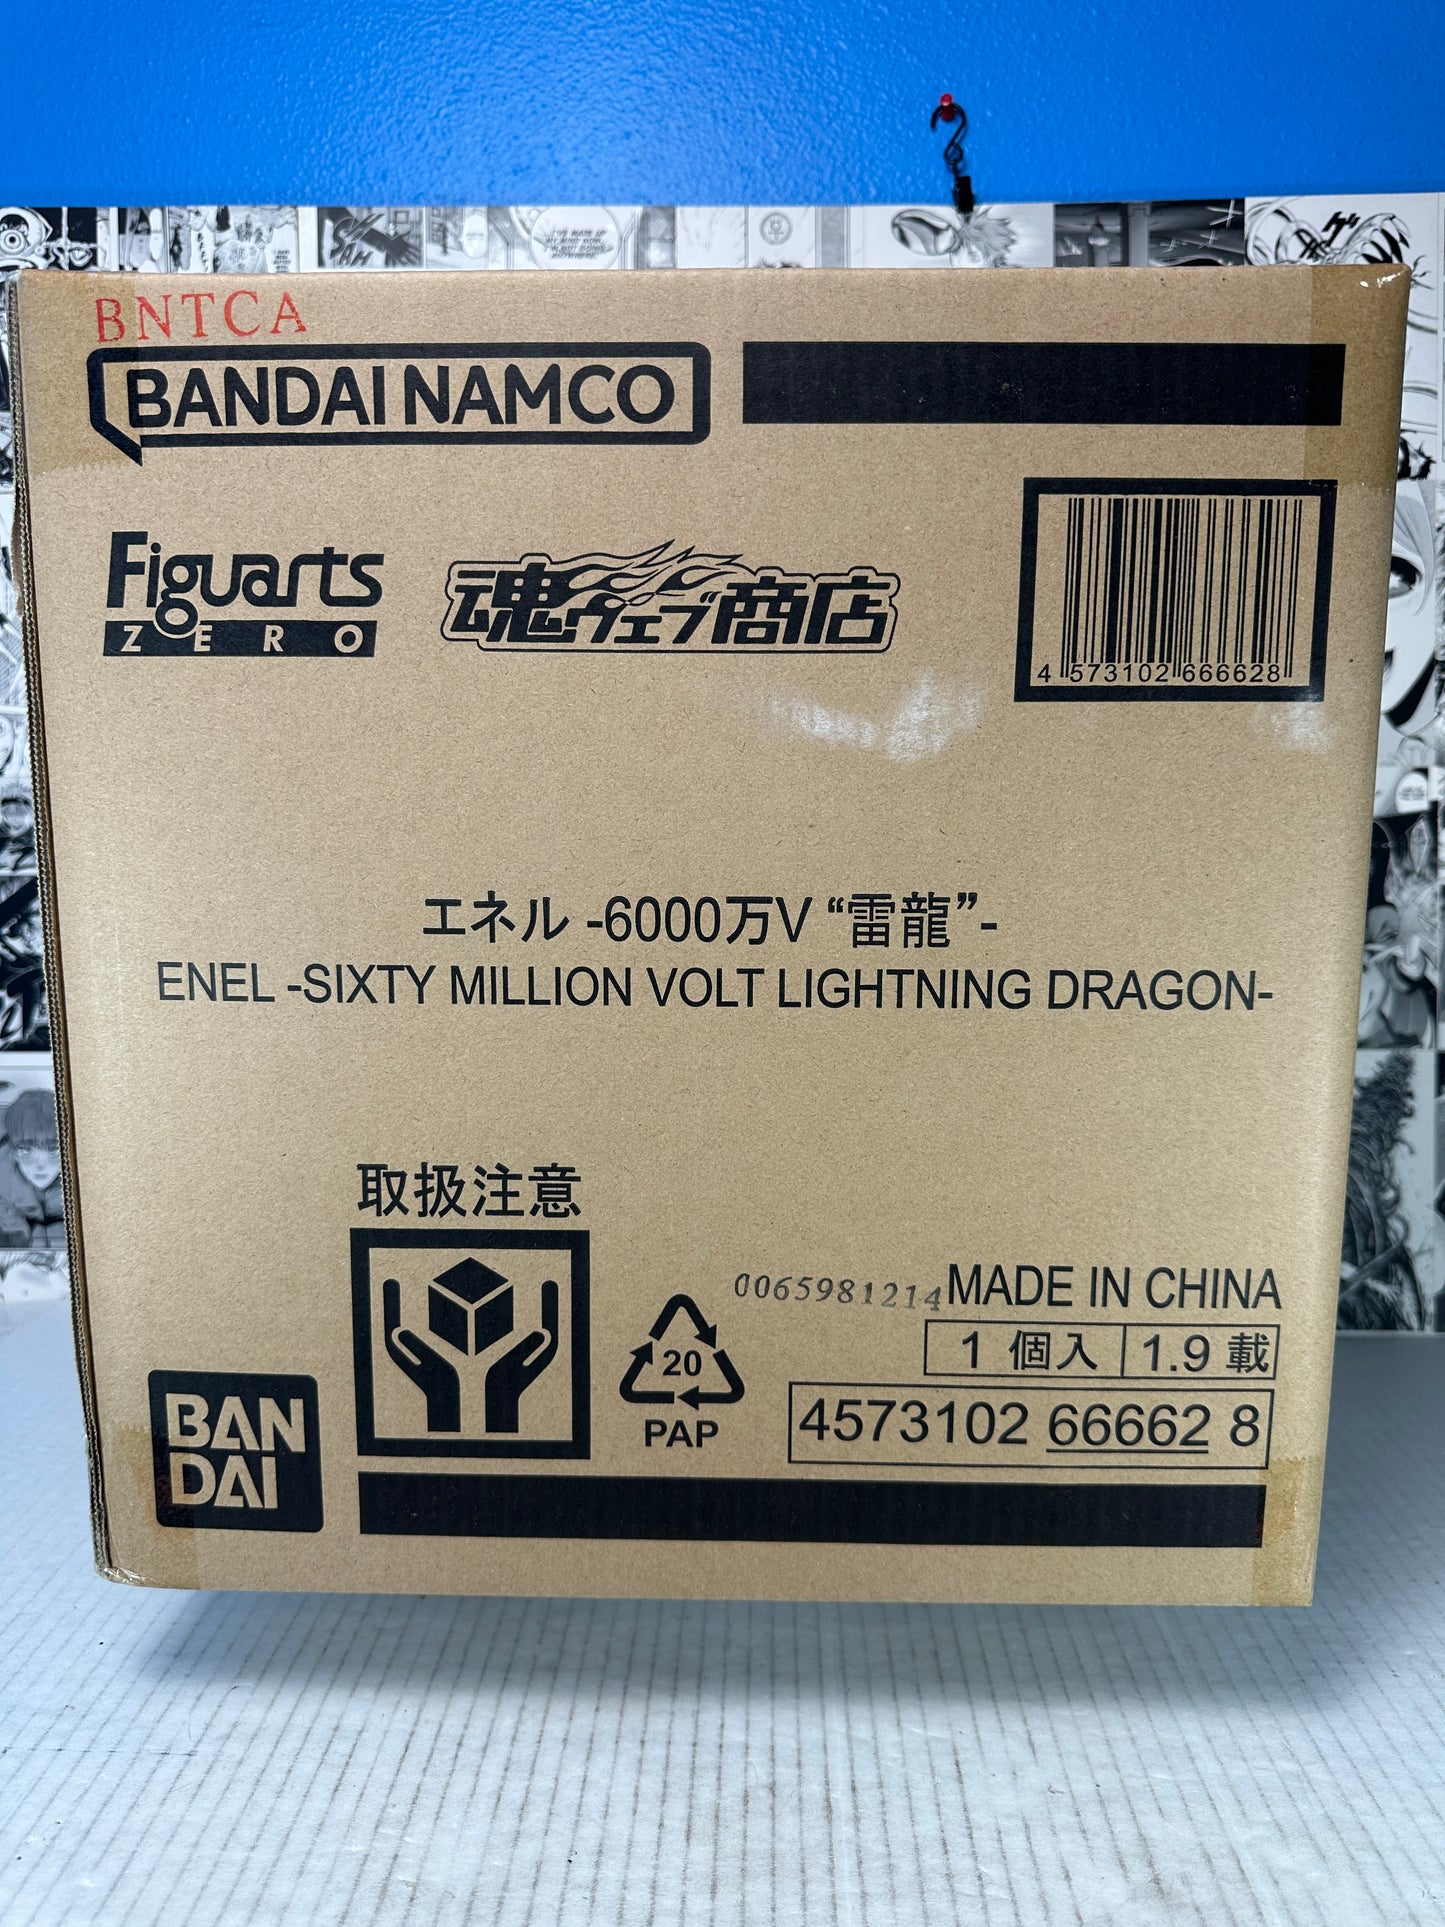 BNTCA
BANDAI NAMCO
Figuarts
ZERO
魂ウェブ商店
4 573102 666628
エネル -6000万V “雷龍”-
ENEL -SIXTY MILLION VOLT LIGHTNING DRAGON-
取扱注意
0065981214
MADE IN CHINA
1 個入
1.9 載
20
PAP
4573102 66662 8
BAN
DAI